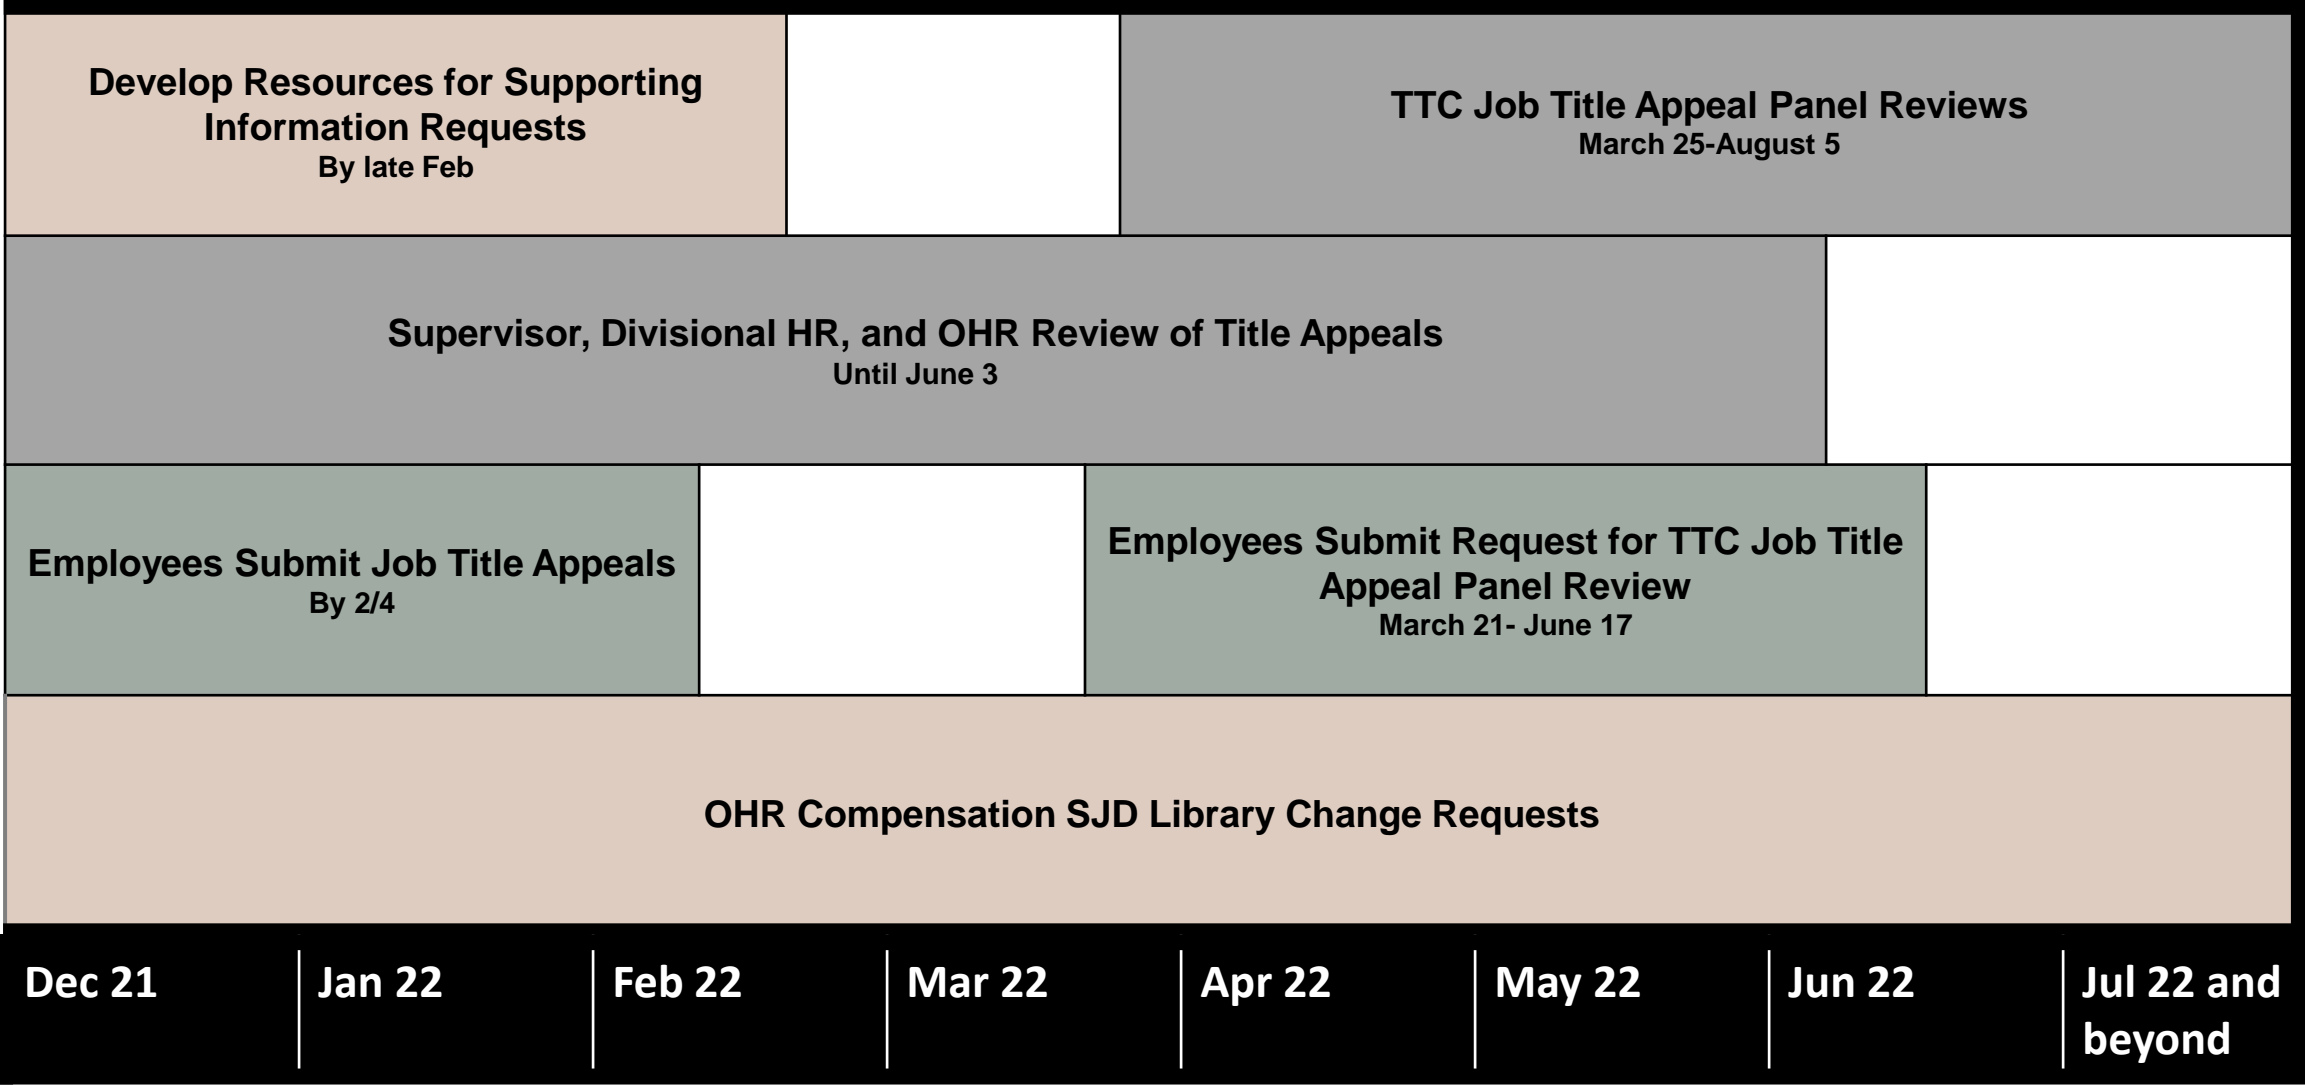 Develop Resources for Supporting
Information Requests
By late Feb
TTC Job Title Appeal Panel Reviews
March 25-August 5
Supervisor, Divisional HR, and OHR Review of Title Appeals
Until June 3
Employees Submit Job Title Appeals
By 2/4
Employees Submit Request for TTC Job Title
Appeal Panel Review
March 21- June 17
OHR Compensation SJD Library Change Requests
Dec 21
Jan 22
Feb 22
Mar 22
Apr 22
May 22
Jun 22
Jul 22 and
beyond